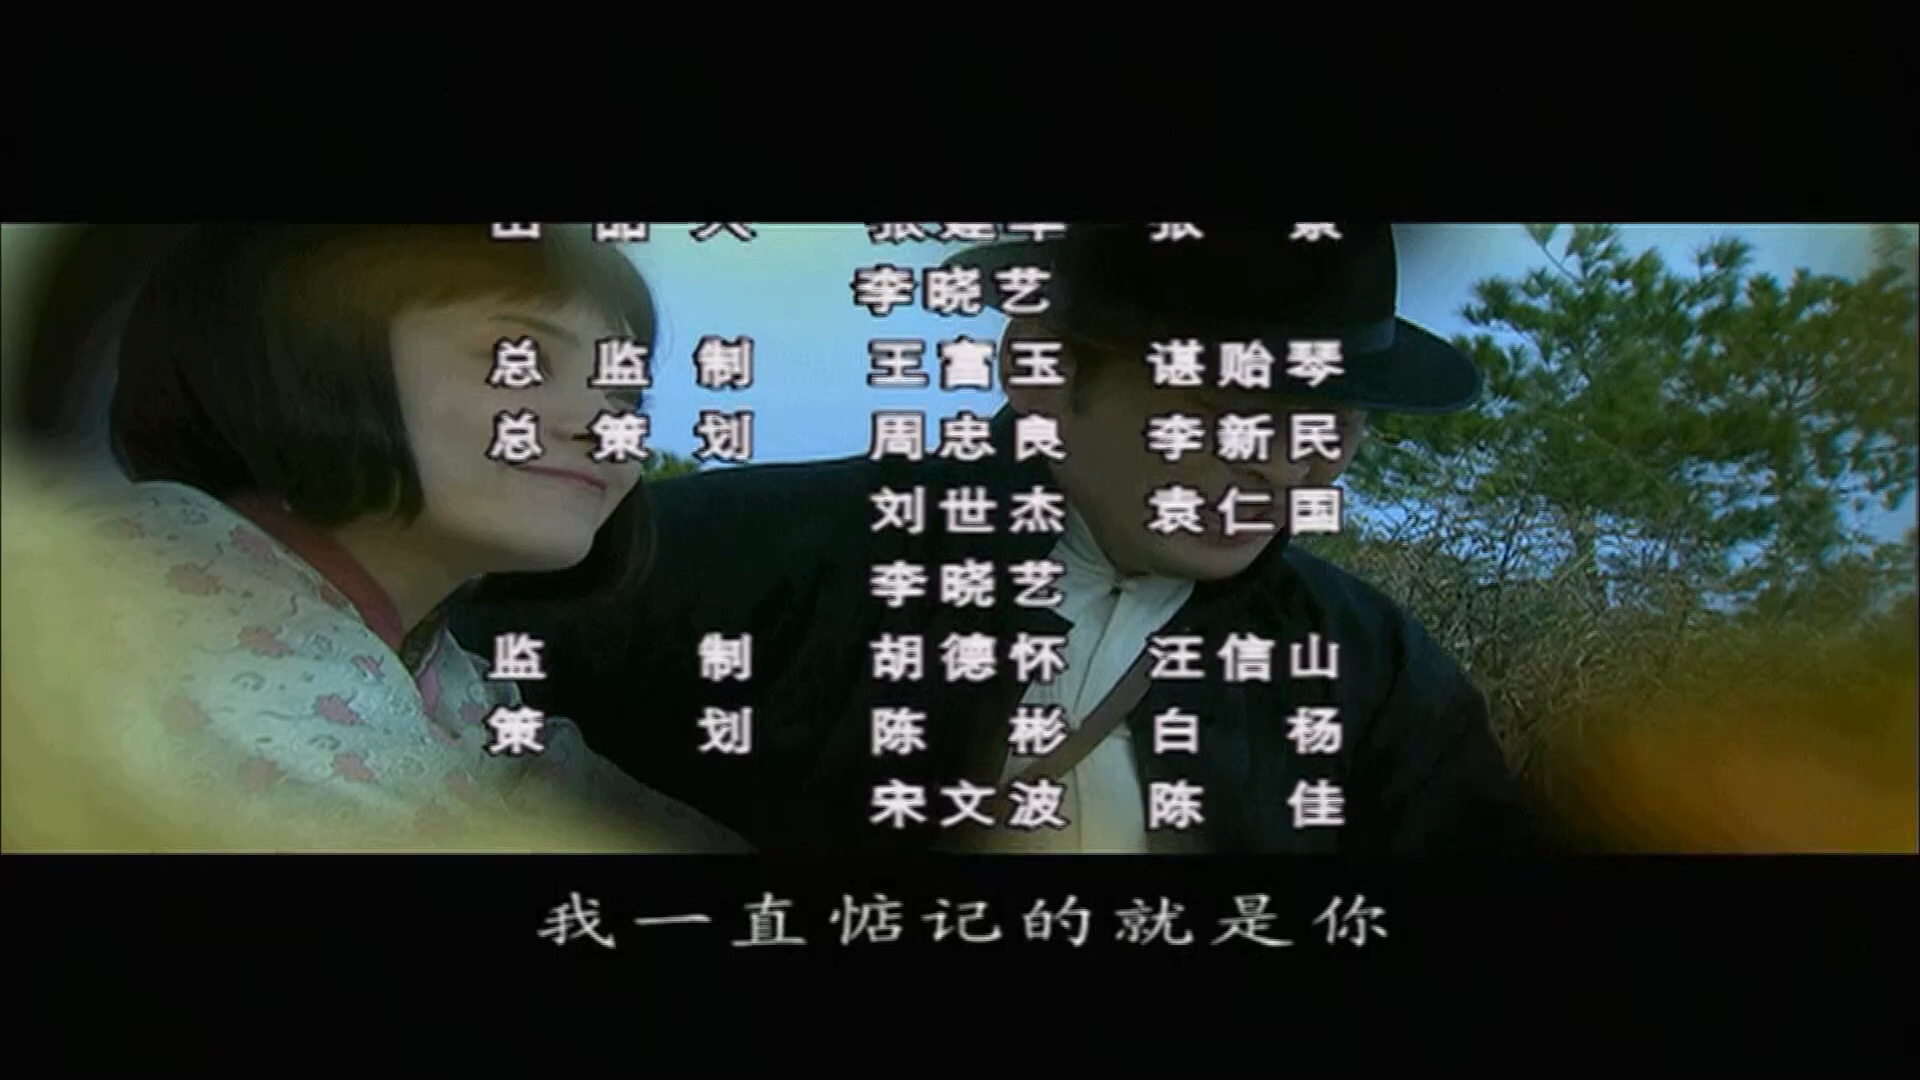 李晓艺
总监制 王富玉 谌贻琴
总策划 周忠良 李新民
刘世杰 袁仁国
李晓艺
监制 胡德怀 汪信山
策划 陈彬 白杨
宋文波 陈佳
我一直惦记的就是你